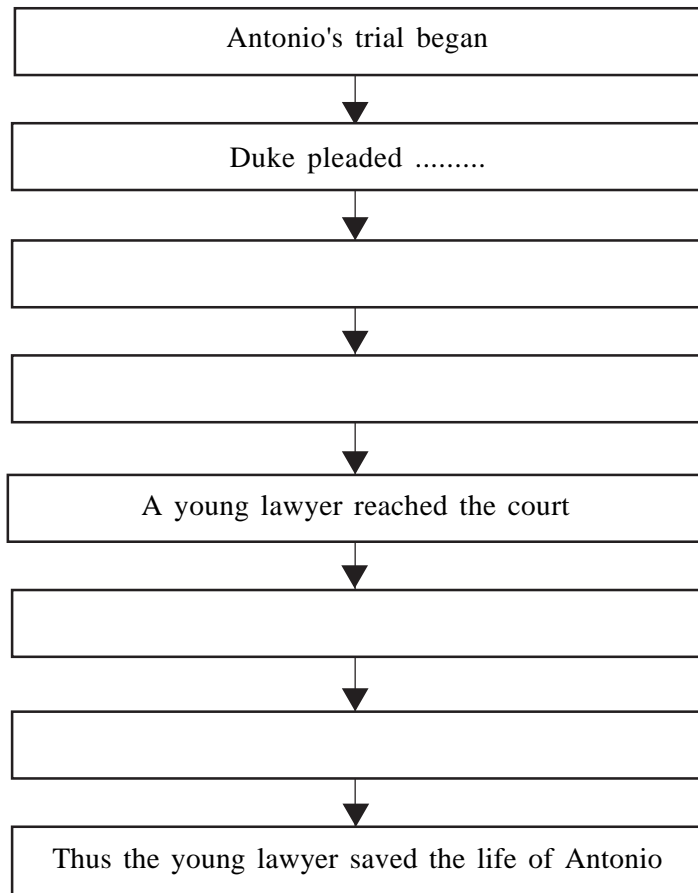 Antonio's trial began
Duke pleaded .........
A young lawyer reached the court
Thus the young lawyer saved the life of Antonio